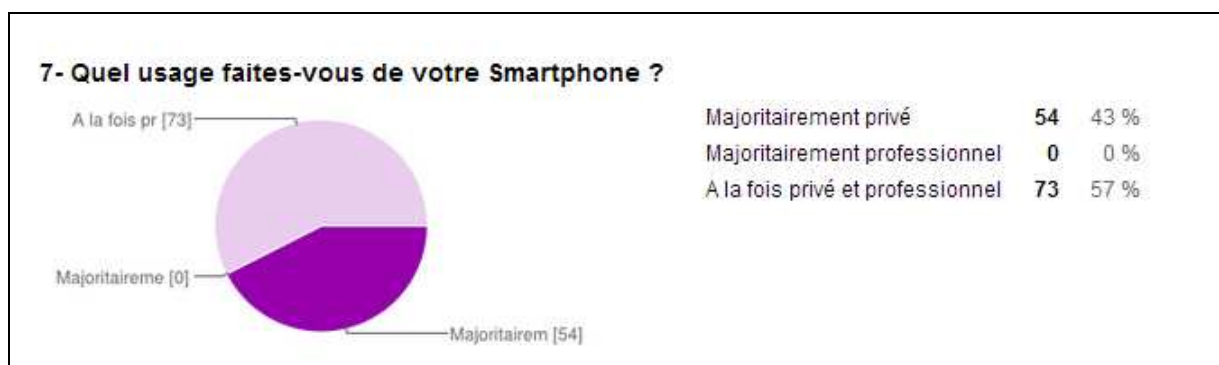 7- Quel usage faites-vous de votre Smartphone ?
A la fois pr [73]
Majoritaireme [0]
Majoritairem [54]
Majoritairement privé 54 43 %
Majoritairement professionnel 0 0 %
A la fois privé et professionnel 73 57 %